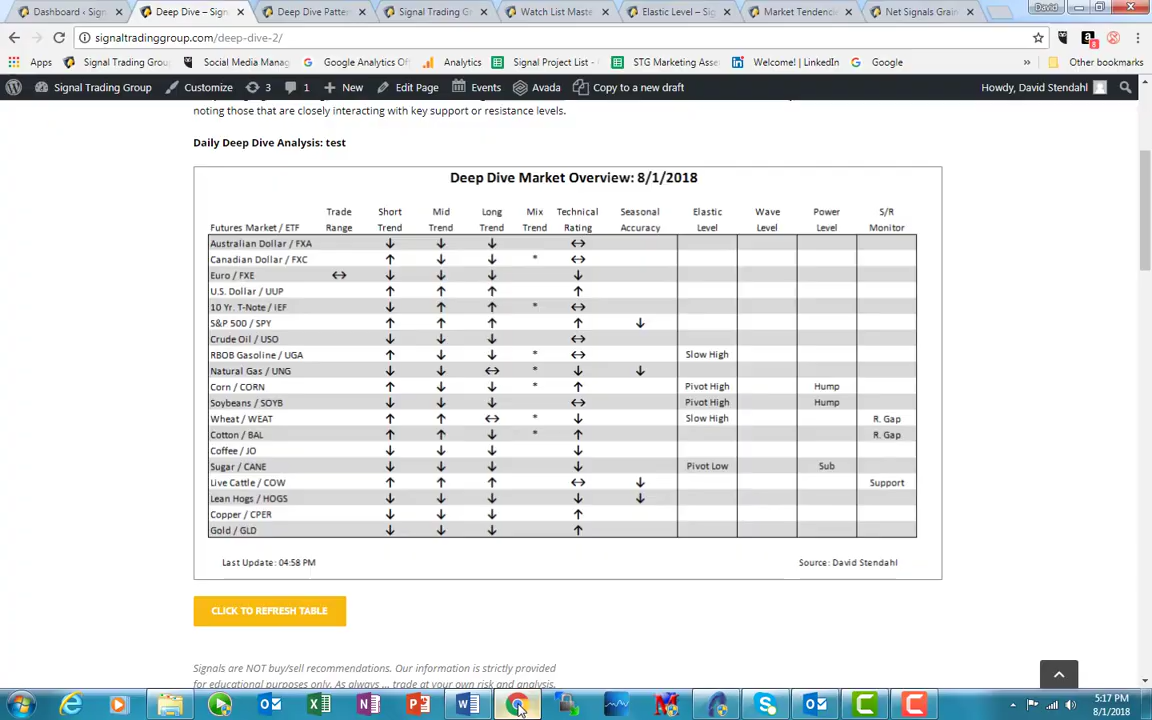 Dashboard ‹ Sign
Deep Dive – Sign
Deep Dive Patter
Signal Trading Gr
Watch List Maste
Elastic Level – Sig
Market Tendenci
Net Signals Grain
David
signaltradinggroup.com/deep-dive-2/
8
Apps
Signal Trading Grou
Social Media Mana
Google Analytics Of
Analytics
Signal Project List -
STG Marketing Asse
Welcome! | LinkedIn
Google
»
Other bookmarks
Signal Trading Group
Customize
3
1
New
Edit Page
Events
Avada
Copy to a new draft
Howdy, David Stendahl
noting those that are closely interacting with key support or resistance levels.
Daily Deep Dive Analysis: test
Deep Dive Market Overview: 8/1/2018
Trade Short Mid Long Mix Technical Seasonal Elastic Wave Power S/R
Futures Market / ETF Range Trend Trend Trend Trend Rating Accuracy Level Level Level Monitor
Australian Dollar / FXA ↓ ↓ ↓ ↔
Canadian Dollar / FXC ↑ ↓ ↓ * ↔
Euro / FXE ↔ ↓ ↓ ↓ ↓
U.S. Dollar / UUP ↑ ↑ ↑ ↑
10 Yr. T-Note / IEF ↓ ↑ ↑ * ↔
S&P 500 / SPY ↑ ↑ ↑ ↑ ↓
Crude Oil / USO ↓ ↓ ↓ ↔
RBOB Gasoline / UGA ↑ ↓ ↓ * ↔ Slow High
Natural Gas / UNG ↓ ↓ ↔ * ↓ ↓
Corn / CORN ↑ ↓ ↓ * ↑ Pivot High Hump
Soybeans / SOYB ↓ ↓ ↓ ↔ Pivot High Hump
Wheat / WEAT ↑ ↑ ↔ * ↓ Slow High R. Gap
Cotton / BAL ↑ ↑ ↓ * ↑ R. Gap
Coffee / JO ↓ ↓ ↓ ↓
Sugar / CANE ↓ ↓ ↓ ↓ Pivot Low Sub
Live Cattle / COW ↑ ↑ ↑ ↔ ↓ Support
Lean Hogs / HOGS ↓ ↓ ↓ ↓ ↓
Copper / CPER ↓ ↓ ↓ ↑
Gold / GLD ↓ ↓ ↓ ↑
Last Update: 04:58 PM
Source: David Stendahl
CLICK TO REFRESH TABLE
Signals are NOT buy/sell recommendations. Our information is strictly provided
for educational purposes only. As always ... trade at your own risk and analysis.
5:17 PM
8/1/2018